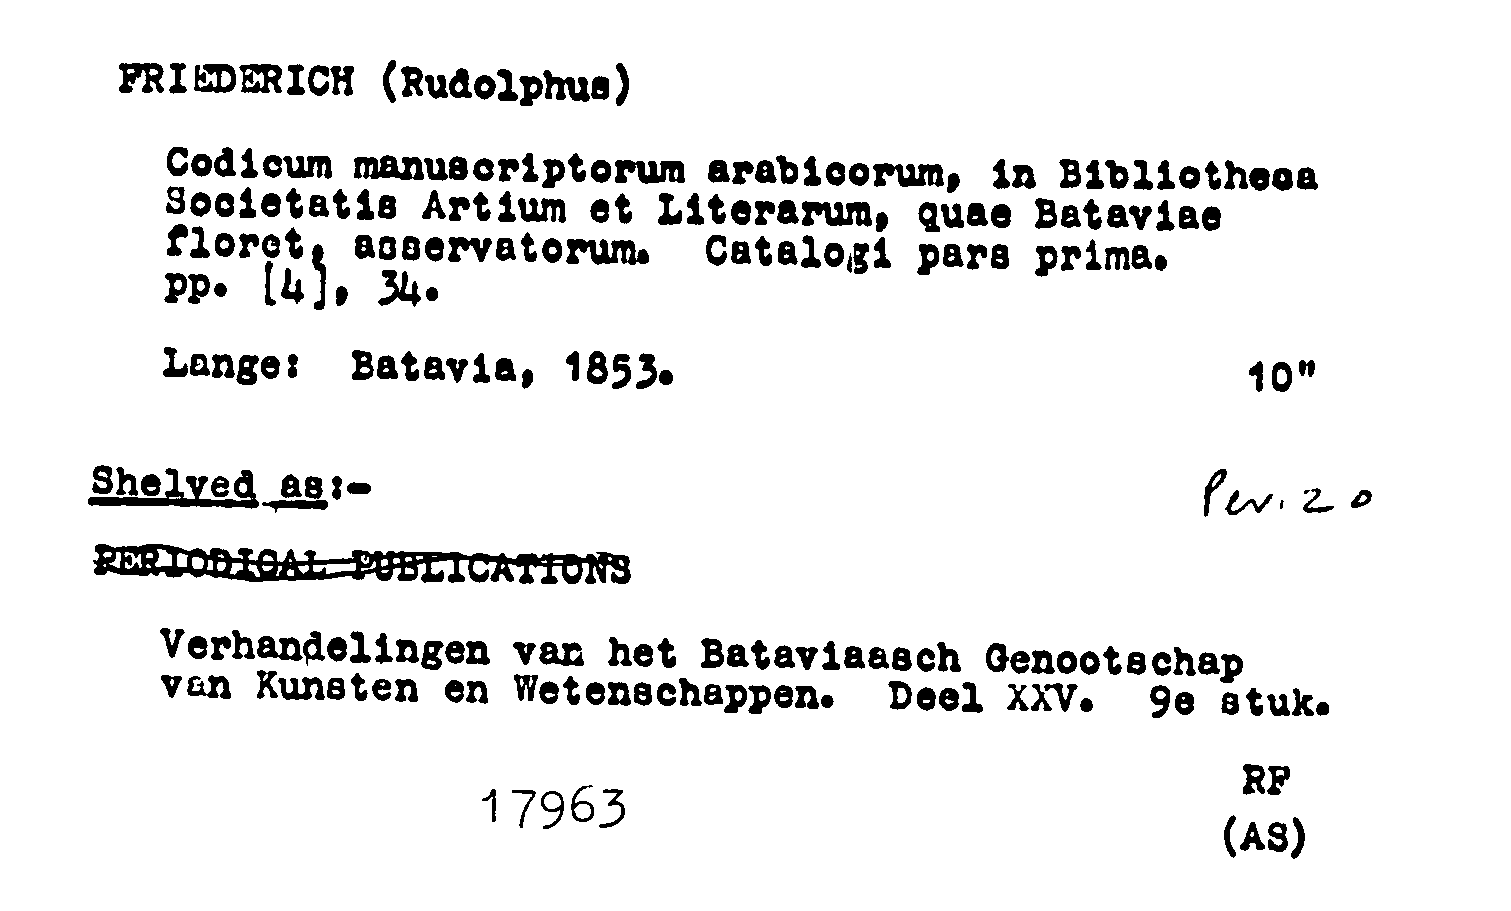 FRIEDERICH (Rudolphus)
Codicum manuscriptorum arabicorum, in Bibliotheca
Societatis Artium et Literarum, quae Bataviae
floret, asservatorum. Catalogi pars prima.
pp. [4], 34.
Lange: Batavia, 1853. 10"
Shelved as:- Per. 20
PERIODICAL PUBLICATIONS
Verhandelingen van het Bataviaasch Genootschap
van Kunsten en Wetenschappen. Deel XXV. 9e stuk.
RF
17963
(AS)